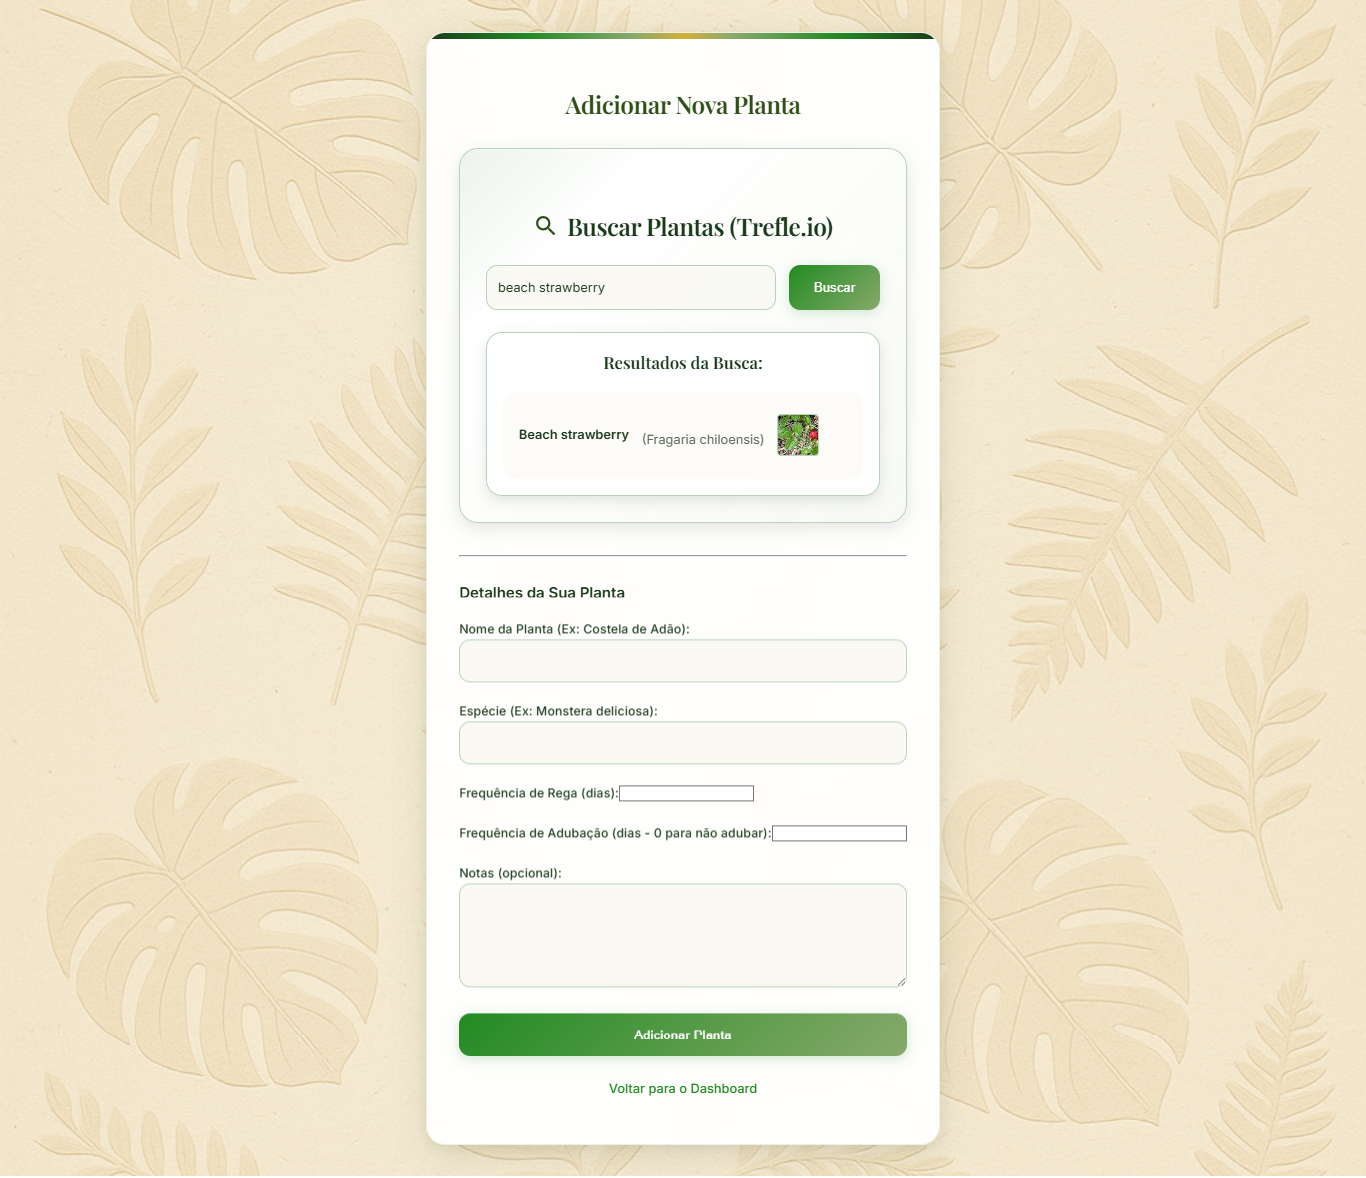 Adicionar Nova Planta
Buscar Plantas (Trefle.io)
beach strawberry
Buscar
Resultados da Busca:
Beach strawberry (Fragaria chiloensis)
Detalhes da Sua Planta
Nome da Planta (Ex: Costela de Adão):
Espécie (Ex: Monstera deliciosa):
Frequência de Rega (dias):
Frequência de Adubação (dias - 0 para não adubar):
Notas (opcional):
Adicionar Planta
Voltar para o Dashboard